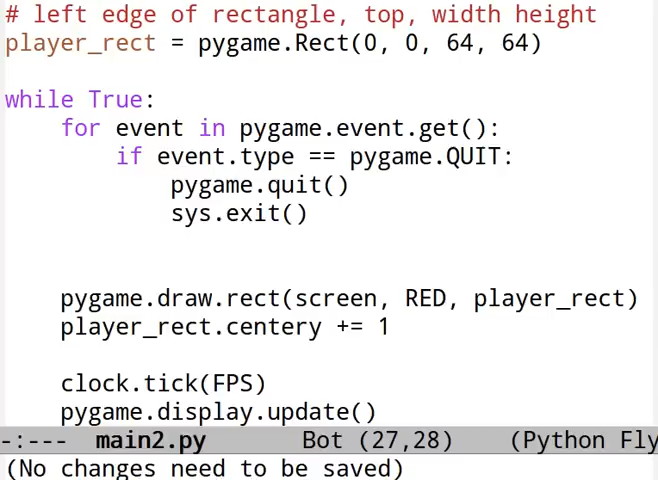 # left edge of rectangle, top, width height
player_rect = pygame.Rect(0, 0, 64, 64)
while True:
    for event in pygame.event.get():
        if event.type == pygame.QUIT:
            pygame.quit()
            sys.exit()
    pygame.draw.rect(screen, RED, player_rect)
    player_rect.centery += 1
    clock.tick(FPS)
    pygame.display.update()
-:--- main2.py Bot (27,28) (Python Fly
(No changes need to be saved)